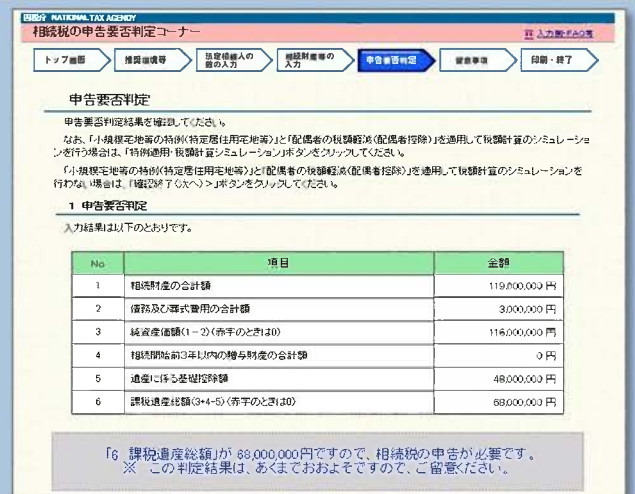 国税庁 NATIONAL TAX AGENCY
相続税の申告要否判定コーナー
入力例・FAQ等
トップ画面 推奨環境等 法定相続人の数の入力 相続財産等の入力 申告要否判定 留意事項 印刷・終了
申告要否判定
申告要否判定結果を確認してください。
なお、「小規模宅地等の特例(特定居住用宅地等)」と「配偶者の税額軽減(配偶者控除)」を適用して税額計算のシミュレーショ
ンを行う場合は、「特例適用・税額計算シミュレーション」ボタンをクリックしてください。
「小規模宅地等の特例(特定居住用宅地等)」と「配偶者の税額軽減(配偶者控除)」を適用して税額計算のシミュレーションを
行わない場合は、「確認終了(次へ)>」ボタンをクリックしてください。
1 申告要否判定
入力結果は以下のとおりです。
No 項目 金額
1 相続財産の合計額 119,000,000 円
2 債務及び葬式費用の合計額 3,000,000 円
3 純資産価額(1-2)(赤字のときは0) 116,000,000 円
4 相続開始前3年以内の贈与財産の合計額 0 円
5 遺産に係る基礎控除額 48,000,000 円
6 課税遺産総額(3+4-5)(赤字のときは0) 68,000,000 円
「6 課税遺産総額」が 68,000,000円ですので、相続税の申告が必要です。
※ この判定結果は、あくまでおおよそですので、ご留意ください。